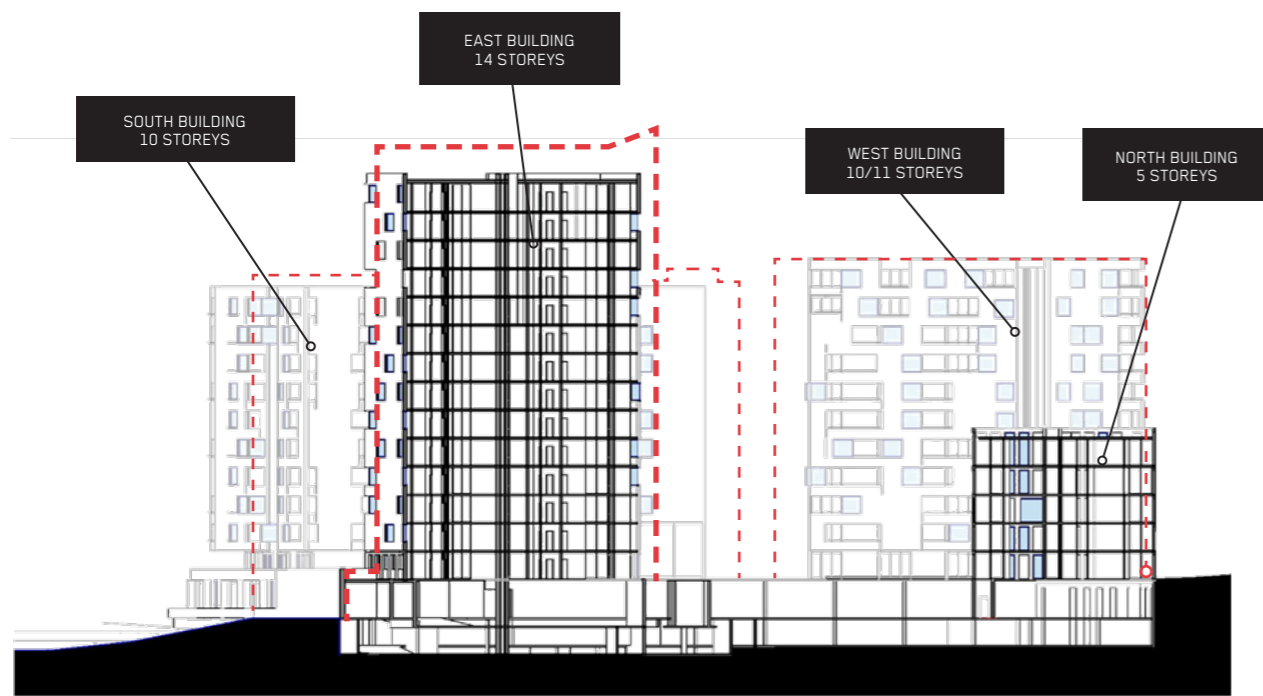 EAST BUILDING
14 STOREYS
SOUTH BUILDING
10 STOREYS
WEST BUILDING
10/11 STOREYS
NORTH BUILDING
5 STOREYS